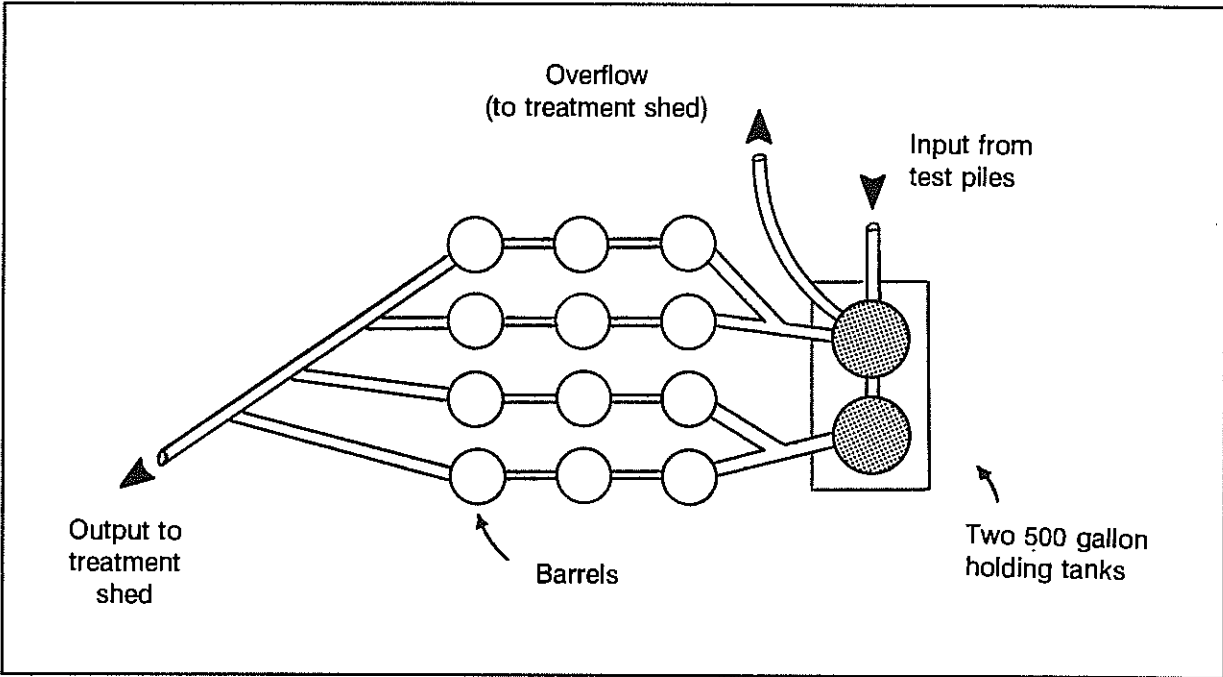 Overflow
(to treatment shed)
Input from
test piles
Output to
treatment
shed
Barrels
Two 500 gallon
holding tanks